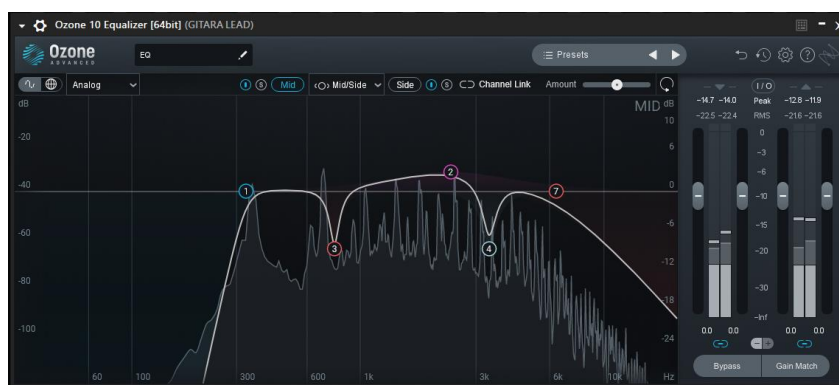 Ozone 10 Equalizer [64bit] (GITARA LEAD)
Ozone
ADVANCED
EQ
Presets
I/O
Analog
S
Mid
Mid/Side
Side
S
Channel Link
Amount
-14.7 -14.0
Peak
-12.8 -11.9
-22.5 -22.4
RMS
-21.6 -21.6
dB
MID dB
10
-20
6
-40
0
-60
-6
-80
-12
-18
-100
-24
1
2
3
4
7
60
100
300
600
1k
3k
6k
10k
Hz
0
-3
-6
-10
-15
-20
-30
-Inf
0.0 0.0
0.0 0.0
Bypass
Gain Match